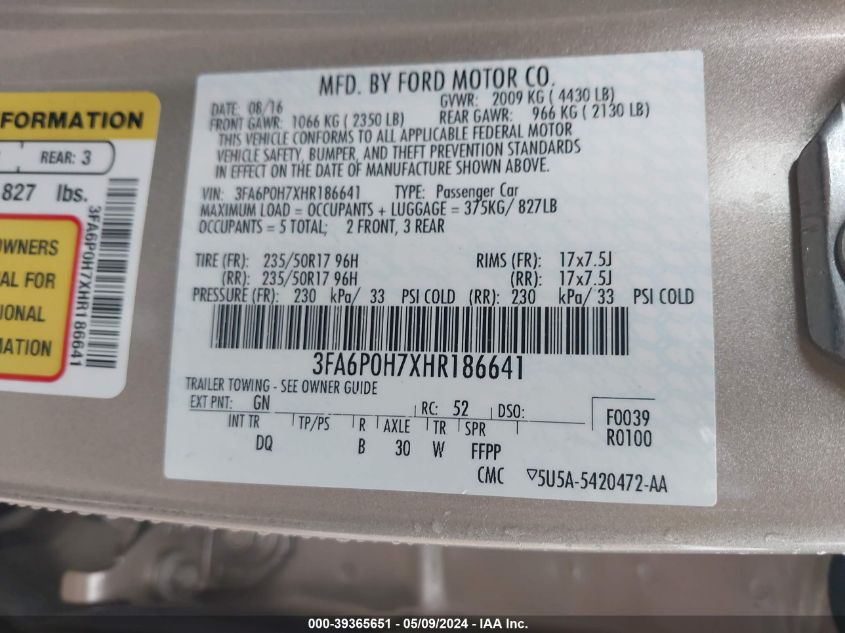 MFD. BY FORD MOTOR CO.
DATE: 08/16 GVWR: 2009 KG ( 4430 LB)
FRONT GAWR: 1066 KG ( 2350 LB) REAR GAWR: 966 KG ( 2130 LB)
THIS VEHICLE CONFORMS TO ALL APPLICABLE FEDERAL MOTOR
VEHICLE SAFETY, BUMPER, AND THEFT PREVENTION STANDARDS
IN EFFECT ON THE DATE OF MANUFACTURE SHOWN ABOVE.
VIN: 3FA6P0H7XHR186641 TYPE: Passenger Car
MAXIMUM LOAD = OCCUPANTS + LUGGAGE = 375KG/ 827LB
OCCUPANTS = 5 TOTAL; 2 FRONT, 3 REAR
TIRE (FR): 235/50R17 96H RIMS (FR): 17x7.5J
(RR): 235/50R17 96H (RR): 17x7.5J
PRESSURE (FR): 230 kPa/ 33 PSI COLD (RR): 230 kPa/ 33 PSI COLD
3FA6P0H7XHR186641
TRAILER TOWING - SEE OWNER GUIDE
EXT PNT: GN RC: 52 DSO:
INT TR TP/PS R AXLE TR SPR
DQ B 30 W FFPP
F0039
R0100
CMC ▽5U5A-5420472-AA
FORMATION
REAR: 3
827 lbs.
OWNERS
AL FOR
IONAL
MATION
3FA6P0H7XHR186641
000-39365651 - 05/09/2024 - IAA Inc.